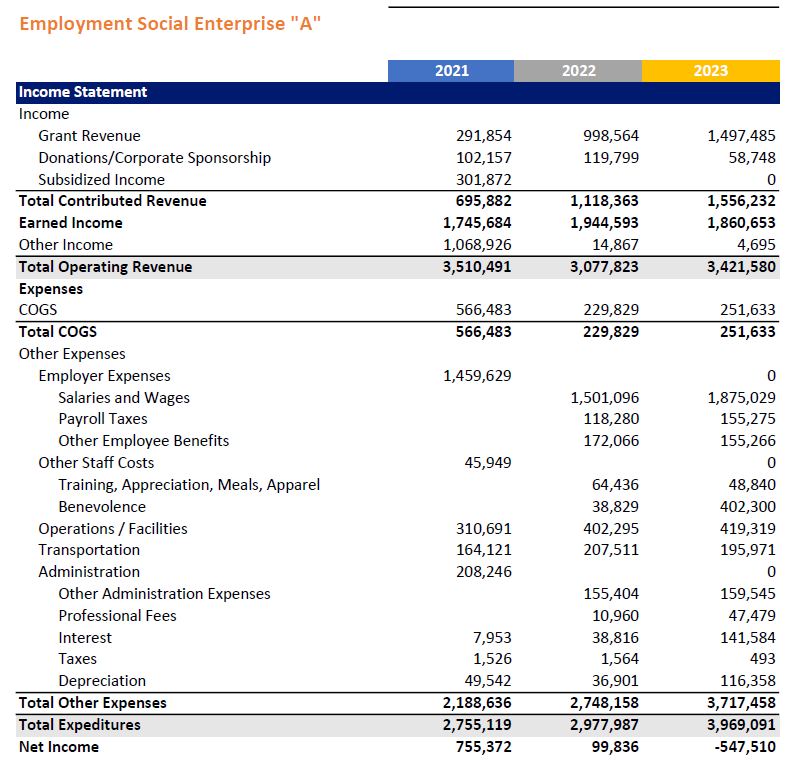 Employment Social Enterprise "A"
2021 2022 2023
Income Statement
Income
Grant Revenue 291,854 998,564 1,497,485
Donations/Corporate Sponsorship 102,157 119,799 58,748
Subsidized Income 301,872 0
Total Contributed Revenue 695,882 1,118,363 1,556,232
Earned Income 1,745,684 1,944,593 1,860,653
Other Income 1,068,926 14,867 4,695
Total Operating Revenue 3,510,491 3,077,823 3,421,580
Expenses
COGS 566,483 229,829 251,633
Total COGS 566,483 229,829 251,633
Other Expenses
Employer Expenses 1,459,629 0
Salaries and Wages 1,501,096 1,875,029
Payroll Taxes 118,280 155,275
Other Employee Benefits 172,066 155,266
Other Staff Costs 45,949 0
Training, Appreciation, Meals, Apparel 64,436 48,840
Benevolence 38,829 402,300
Operations / Facilities 310,691 402,295 419,319
Transportation 164,121 207,511 195,971
Administration 208,246 0
Other Administration Expenses 155,404 159,545
Professional Fees 10,960 47,479
Interest 7,953 38,816 141,584
Taxes 1,526 1,564 493
Depreciation 49,542 36,901 116,358
Total Other Expenses 2,188,636 2,748,158 3,717,458
Total Expeditures 2,755,119 2,977,987 3,969,091
Net Income 755,372 99,836 -547,510